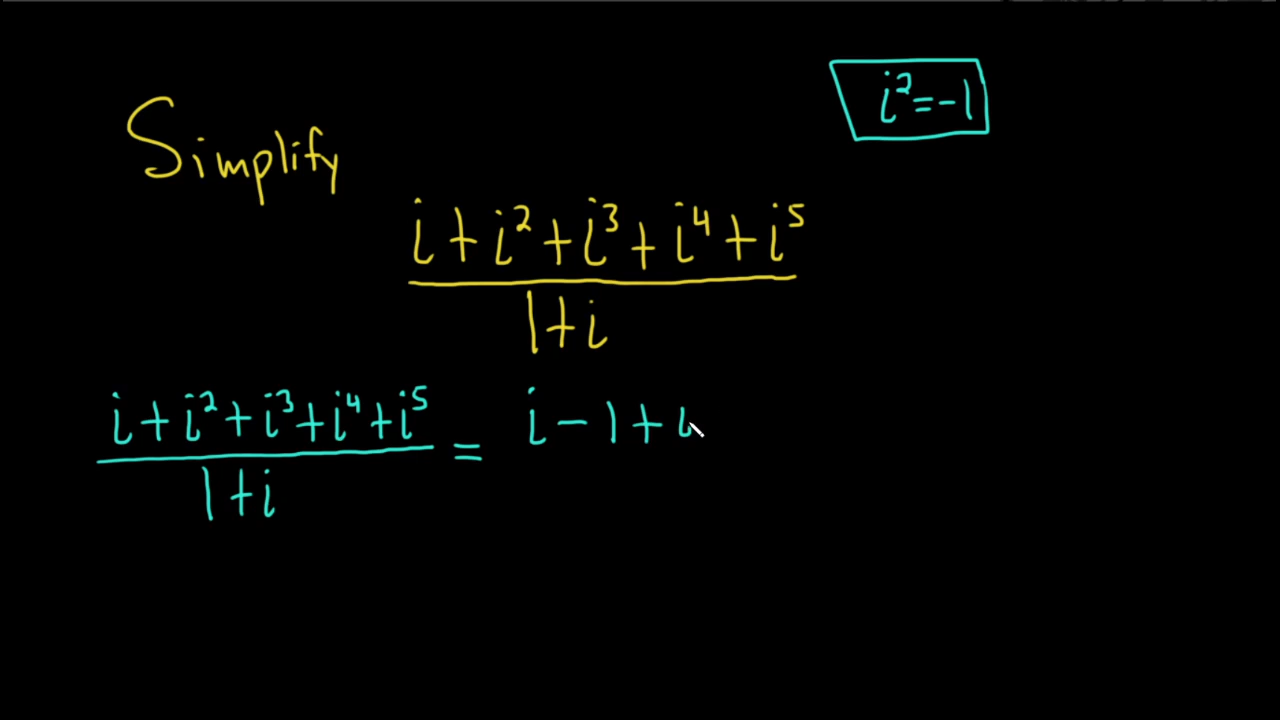 i² = -1
Simplify
i + i² + i³ + i⁴ + i⁵
1 + i
i + i² + i³ + i⁴ + i⁵ = i - 1 + i
1 + i